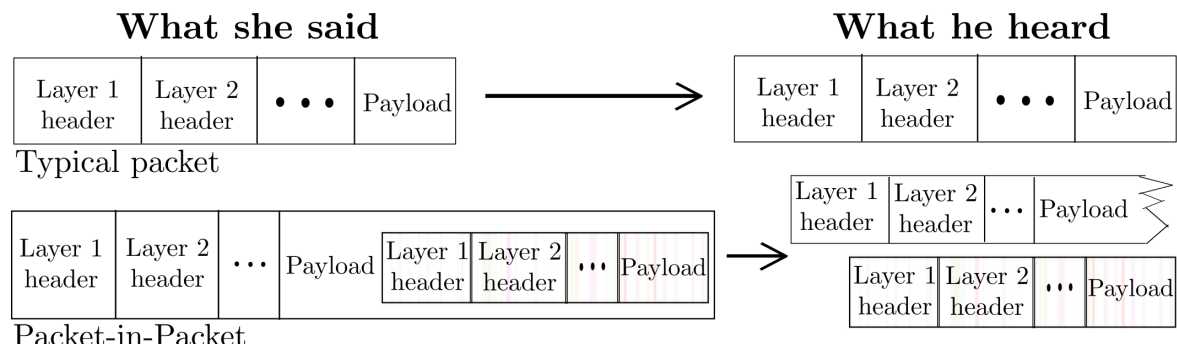 What she said
What he heard
Layer 1
header
Layer 2
header
• • •
Payload
Layer 1
header
Layer 2
header
• • •
Payload
Typical packet
Layer 1
header
Layer 2
header
...
Payload
Layer 1
header
Layer 2
header
•••
Payload
Layer 1
header
Layer 2
header
...
Payload
Layer 1
header
Layer 2
header
•••
Payload
Packet-in-Packet